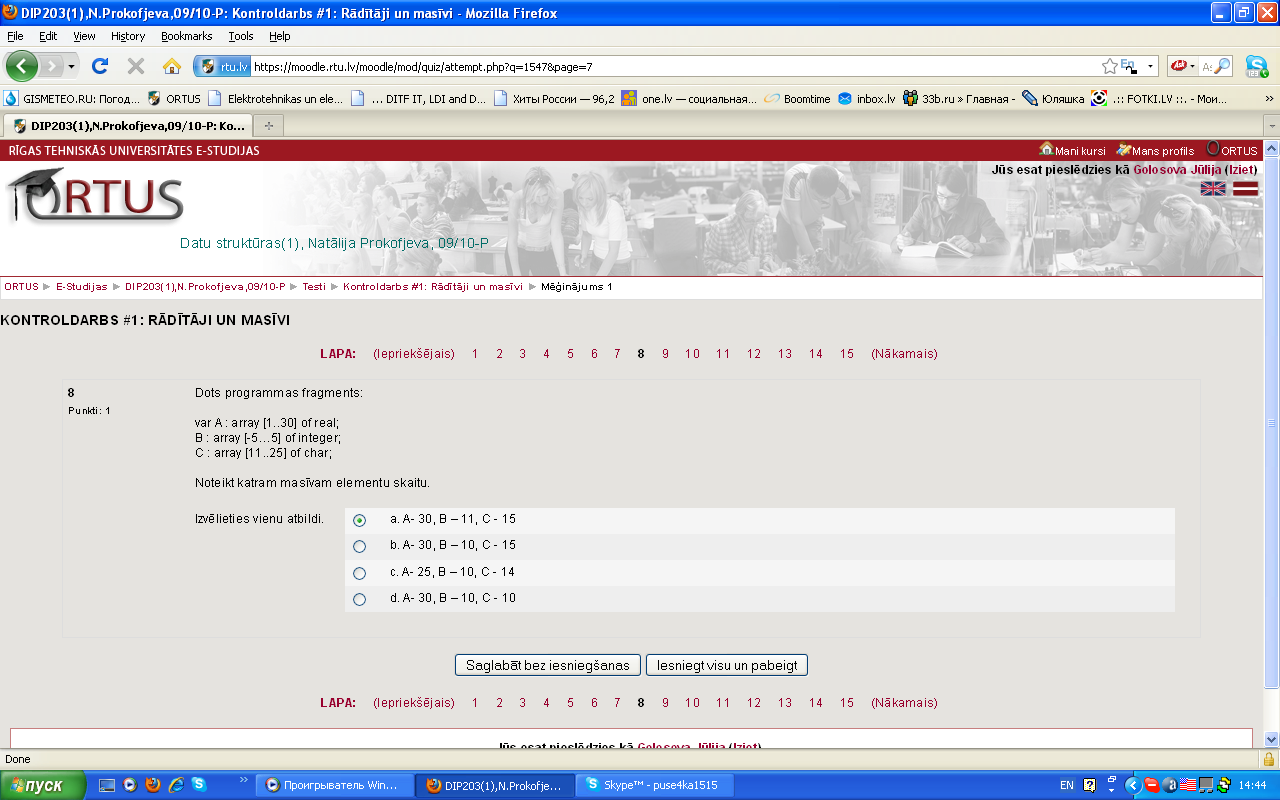 DIP203(1),N.Prokofjeva,09/10-P: Kontroldarbs #1: Rādītāji un masīvi - Mozilla Firefox
File Edit View History Bookmarks Tools Help
rtu.lv https://moodle.rtu.lv/moodle/mod/quiz/attempt.php?q=1547&page=7
GISMETEO.RU: Погод... ORTUS Elektrotehnikas un ele... ... DITF IT, LDI and D... Хиты России — 96,2 one.lv — социальная... Boomtime inbox.lv 33b.ru » Главная - Юляшка .:: FOTKI.LV ::. - Мои... »
DIP203(1),N.Prokofjeva,09/10-P: Ko...
RĪGAS TEHNISKĀS UNIVERSITĀTES E-STUDIJAS Mani kursi Mans profils ORTUS
Jūs esat pieslēdzies kā Golosova Jūlija (Iziet)
ORTUS
Datu struktūras(1), Natālija Prokofjeva, 09/10-P
ORTUS ► E-Studijas ► DIP203(1),N.Prokofjeva,09/10-P ► Testi ► Kontroldarbs #1: Rādītāji un masīvi ► Mēģinājums 1
KONTROLDARBS #1: RĀDĪTĀJI UN MASĪVI
LAPA: (Iepriekšējais) 1 2 3 4 5 6 7 8 9 10 11 12 13 14 15 (Nākamais)
8
Punkti: 1
Dots programmas fragments:
var A : array [1..30] of real;
B : array [-5…5] of integer;
C : array [11..25] of char;
Noteikt katram masīvam elementu skaitu.
Izvēlieties vienu atbildi.
a. A- 30, B – 11, C - 15
b. A- 30, B – 10, C - 15
c. A- 25, B – 10, C - 14
d. A- 30, B – 10, C - 10
Saglabāt bez iesniegšanas Iesniegt visu un pabeigt
LAPA: (Iepriekšējais) 1 2 3 4 5 6 7 8 9 10 11 12 13 14 15 (Nākamais)
Jūs esat pieslēdzies kā Golosova Jūlija (Iziet)
Done
пуск » Проигрыватель Win... DIP203(1),N.Prokofje... Skype™ - puse4ka1515 EN 14:44